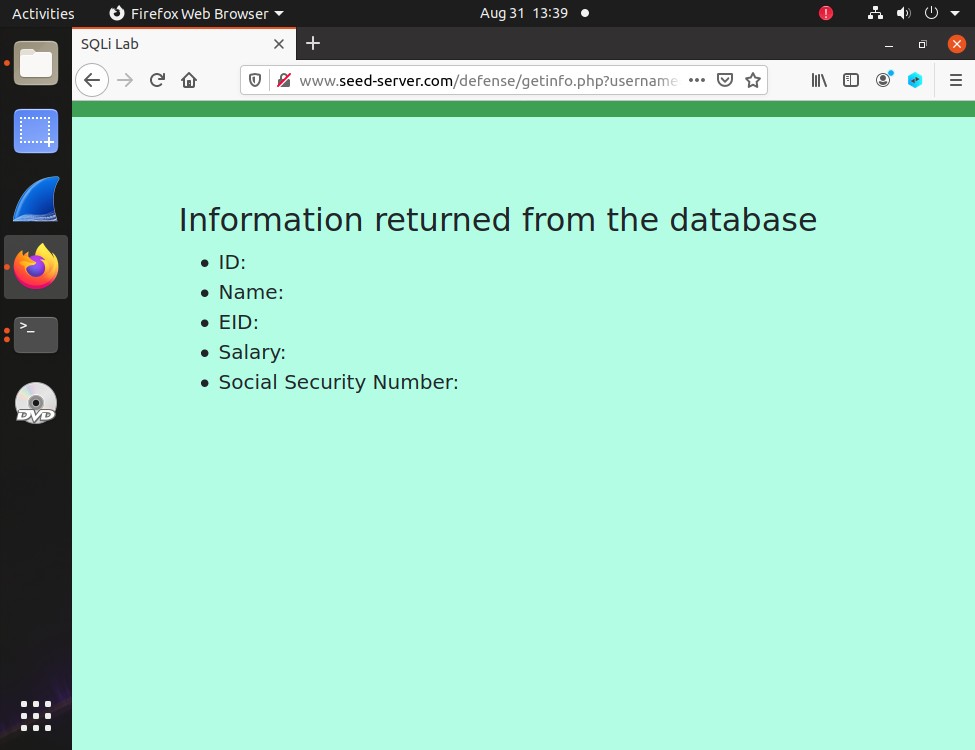 Activities Firefox Web Browser Aug 31 13:39
SQLi Lab
www.seed-server.com/defense/getinfo.php?username
Information returned from the database
• ID:
• Name:
• EID:
• Salary:
• Social Security Number:
>_
DVD